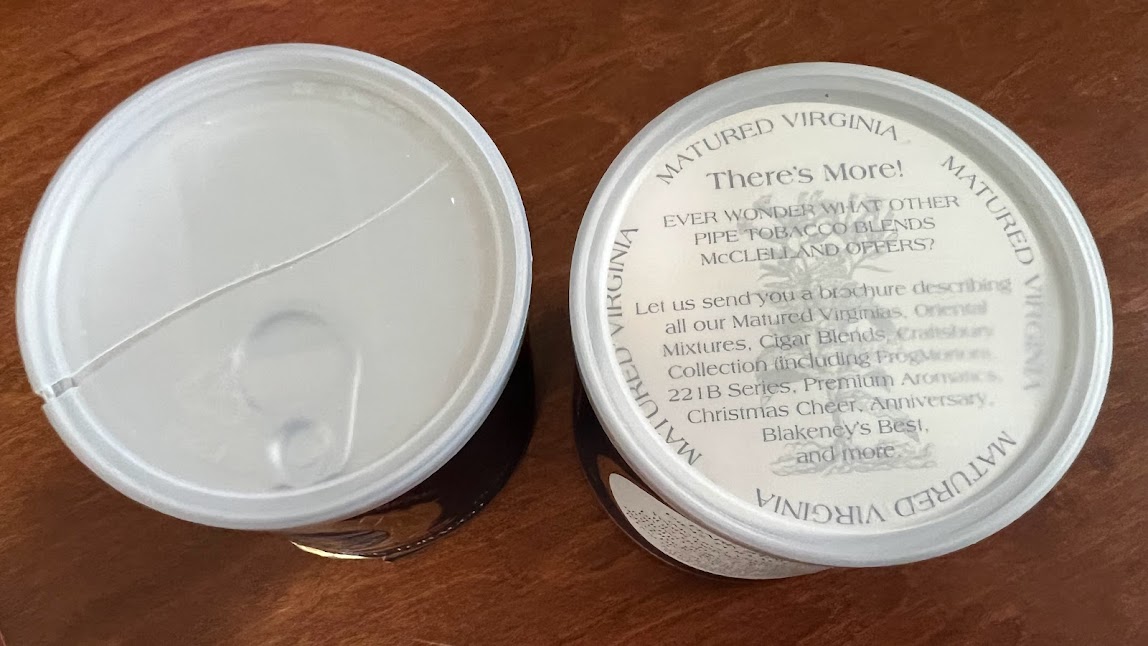 MATURED VIRGINIA
MATURED VIRGINIA
MATURED VIRGINIA
MATURED VIRGINIA
There's More!
EVER WONDER WHAT OTHER
PIPE TOBACCO BLENDS
McCLELLAND OFFERS?
Let us send you a brochure describing
all our Matured Virginias, Oriental
Mixtures, Cigar Blends, Craftsbury
Collection (including FrogMorton),
221B Series, Premium Aromatics,
Christmas Cheer, Anniversary,
Blakeney's Best,
and more.